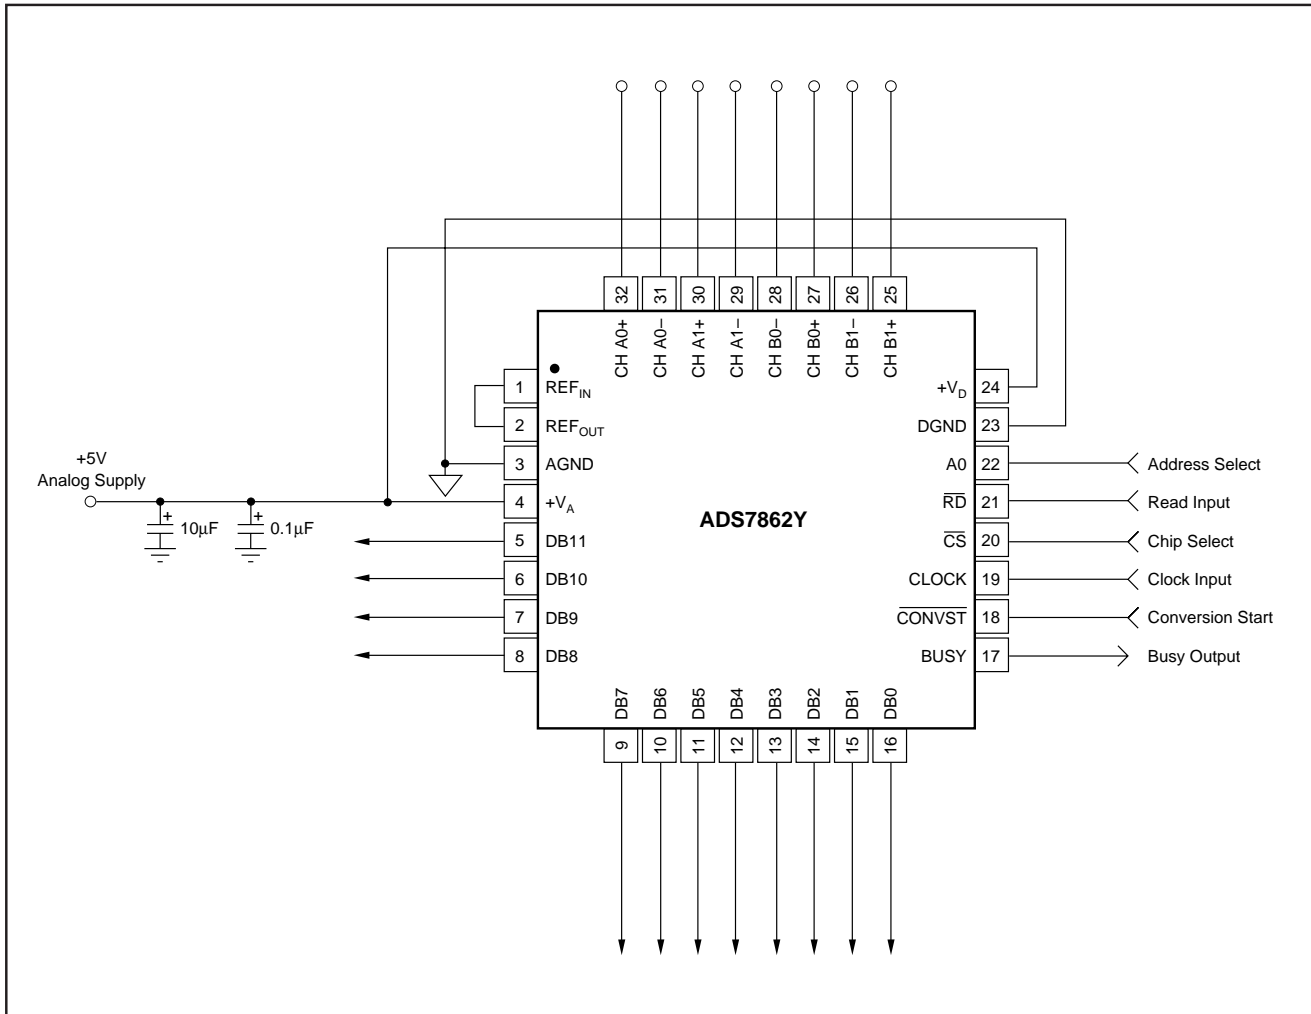 32
31
30
29
28
27
26
25
CH A0+
CH A0–
CH A1+
CH A1–
CH B0–
CH B0+
CH B1–
CH B1+
1
REFIN
2
REFOUT
3
AGND
4
+VA
5
DB11
6
DB10
7
DB9
8
DB8
+5V
Analog Supply
10μF
0.1μF
+
+
ADS7862Y
+VD
24
DGND
23
A0
22
Address Select
RD
21
Read Input
CS
20
Chip Select
CLOCK
19
Clock Input
CONVST
18
Conversion Start
BUSY
17
Busy Output
DB7
DB6
DB5
DB4
DB3
DB2
DB1
DB0
9
10
11
12
13
14
15
16